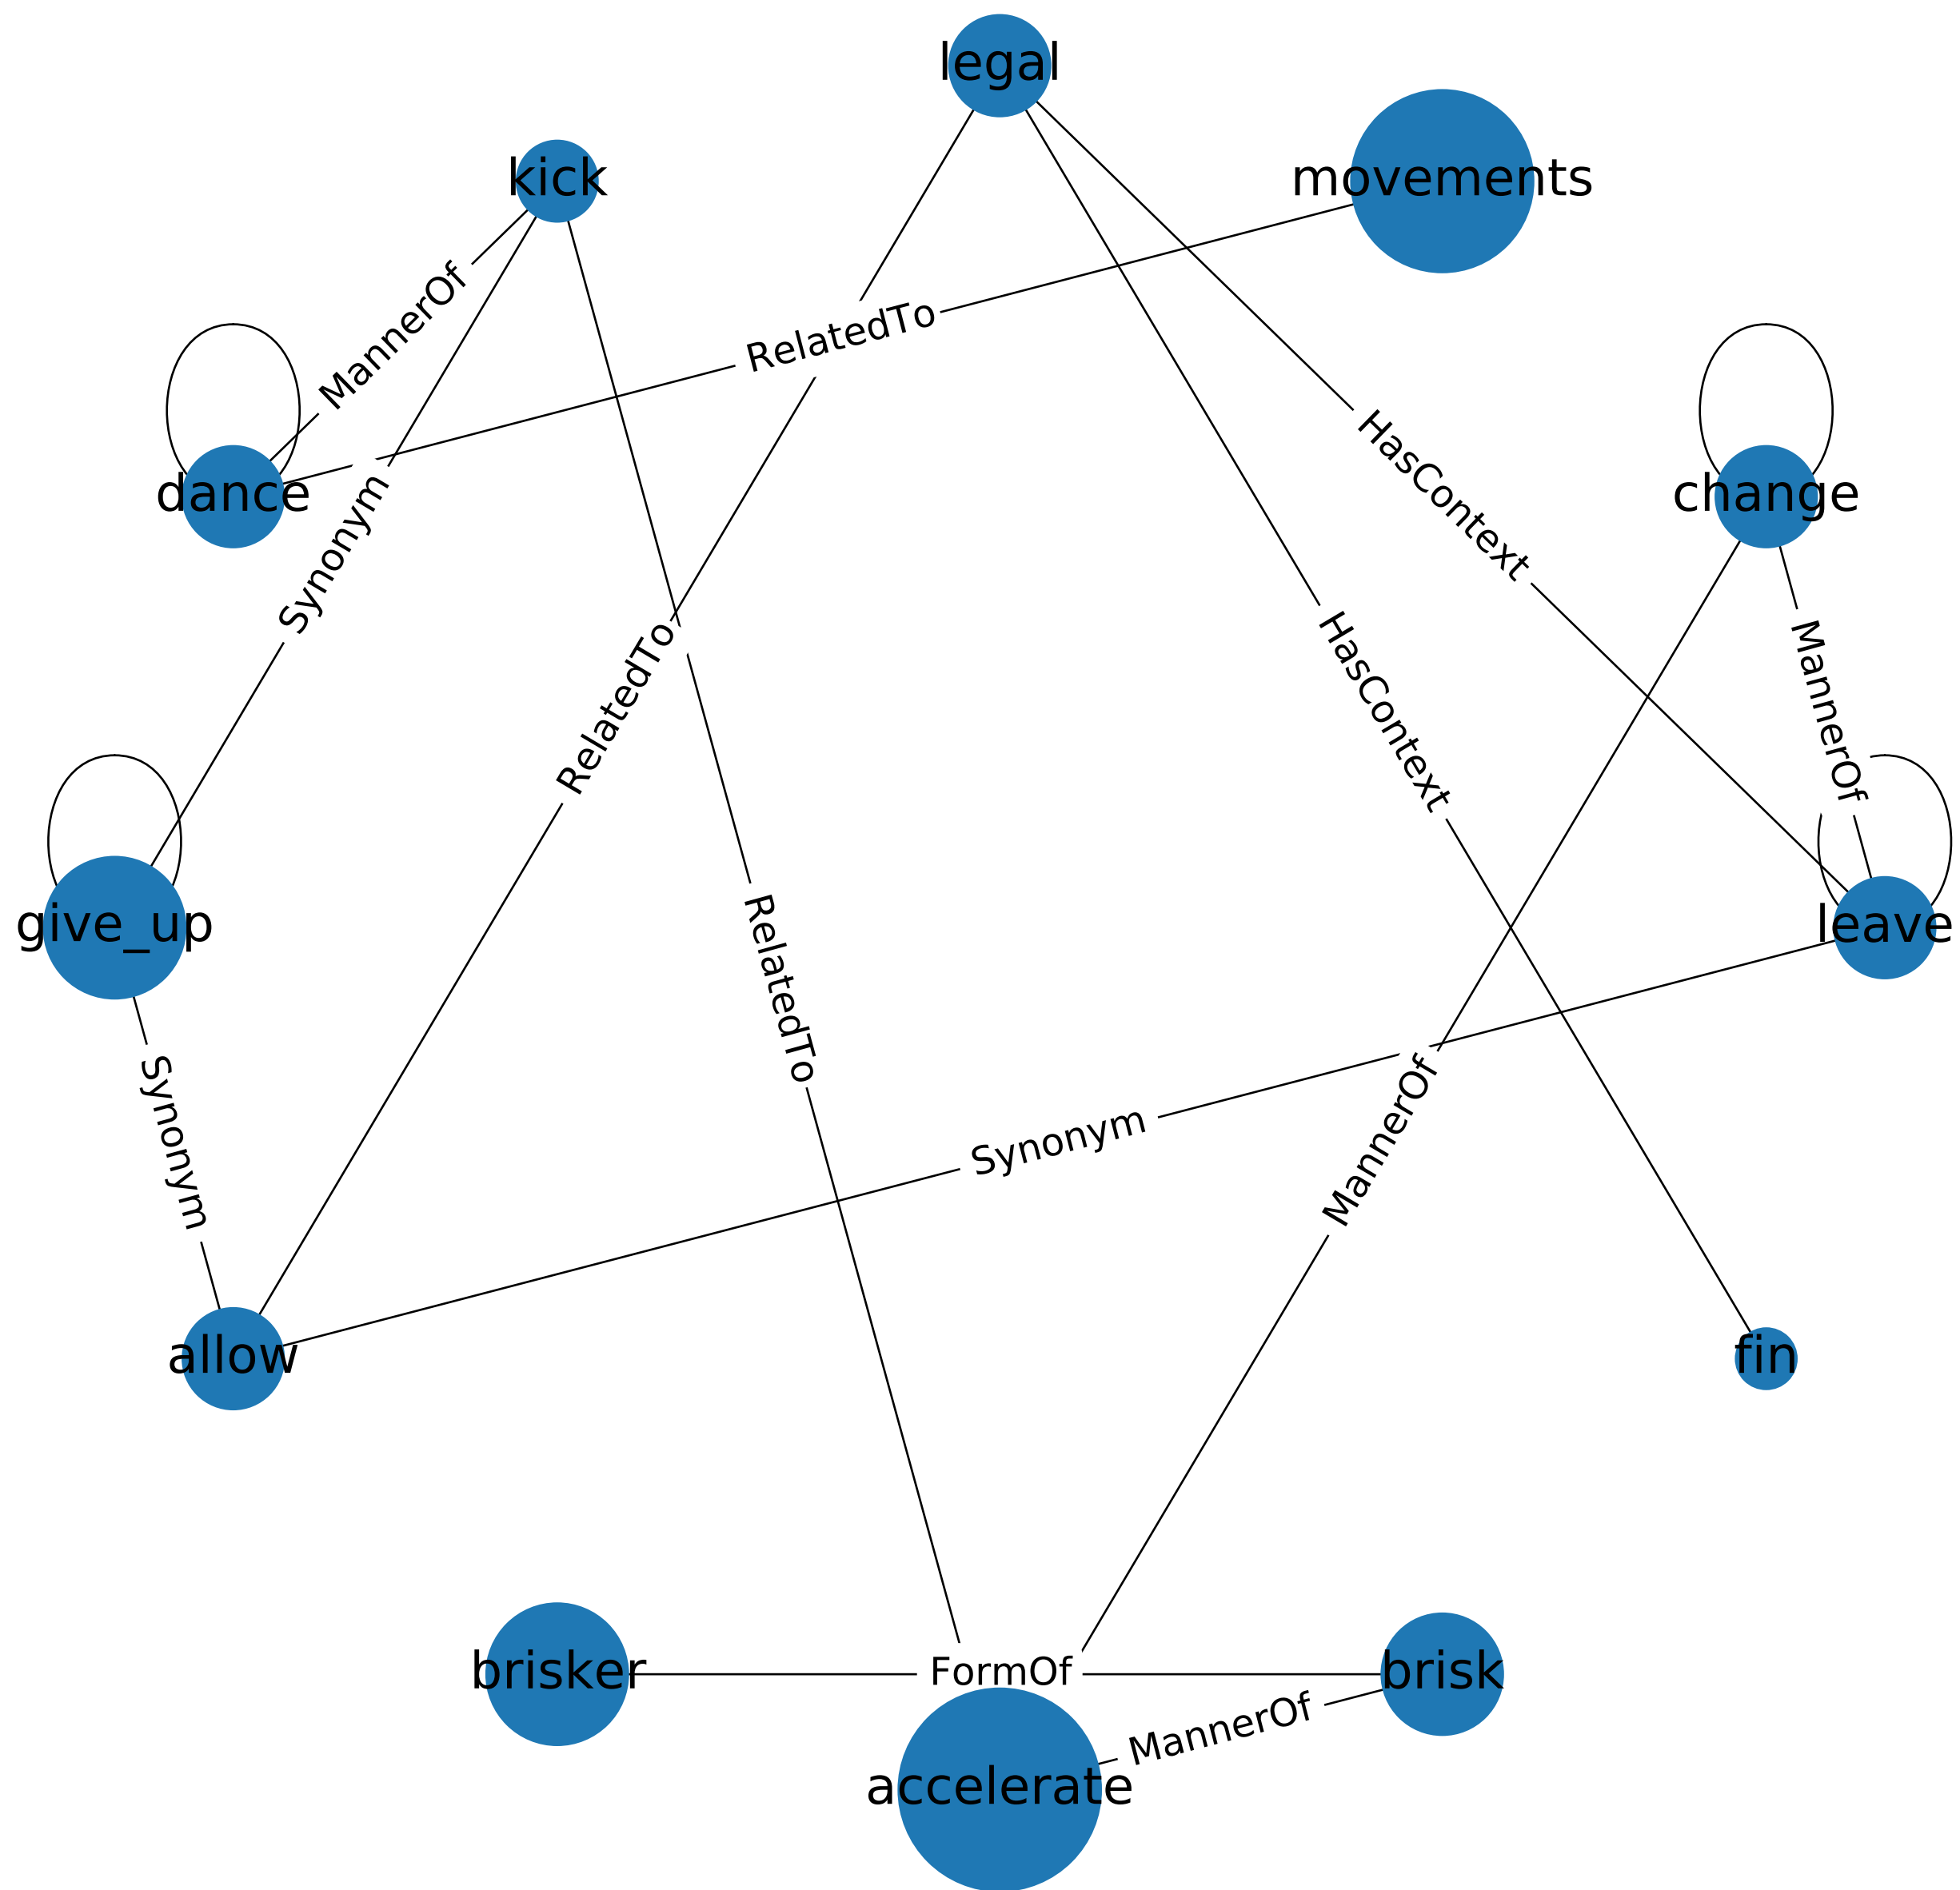 legal
kick
movements
MannerOf
RelatedTo
HasContext
dance
change
Synonym
RelatedTo
HasContext
MannerOf
give_up
leave
RelatedTo
Synonym
Synonym
MannerOf
allow
fin
brisker
FormOf
brisk
MannerOf
accelerate